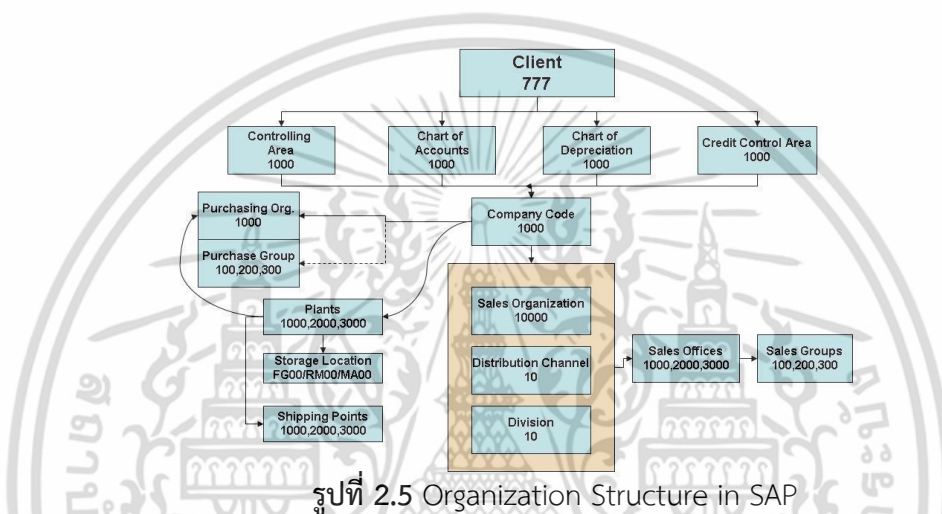 Client
777
Controlling
Area
1000
Chart of
Accounts
1000
Chart of
Depreciation
1000
Credit Control Area
1000
Purchasing Org.
1000
Purchase Group
100,200,300
Company Code
1000
Plants
1000,2000,3000
Storage Location
FG00/RM00/MA00
Shipping Points
1000,2000,3000
Sales Organization
10000
Distribution Channel
10
Division
10
Sales Offices
1000,2000,3000
Sales Groups
100,200,300
รูปที่ 2.5 Organization Structure in SAP